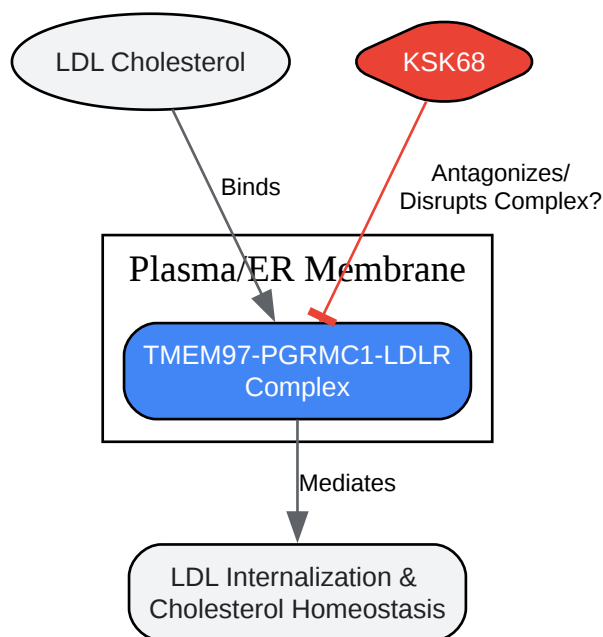 LDL Cholesterol
KSK68
Binds
Antagonizes/
Disrupts Complex?
Plasma/ER Membrane
TMEM97-PGRMC1-LDLR
Complex
Mediates
LDL Internalization &
Cholesterol Homeostasis